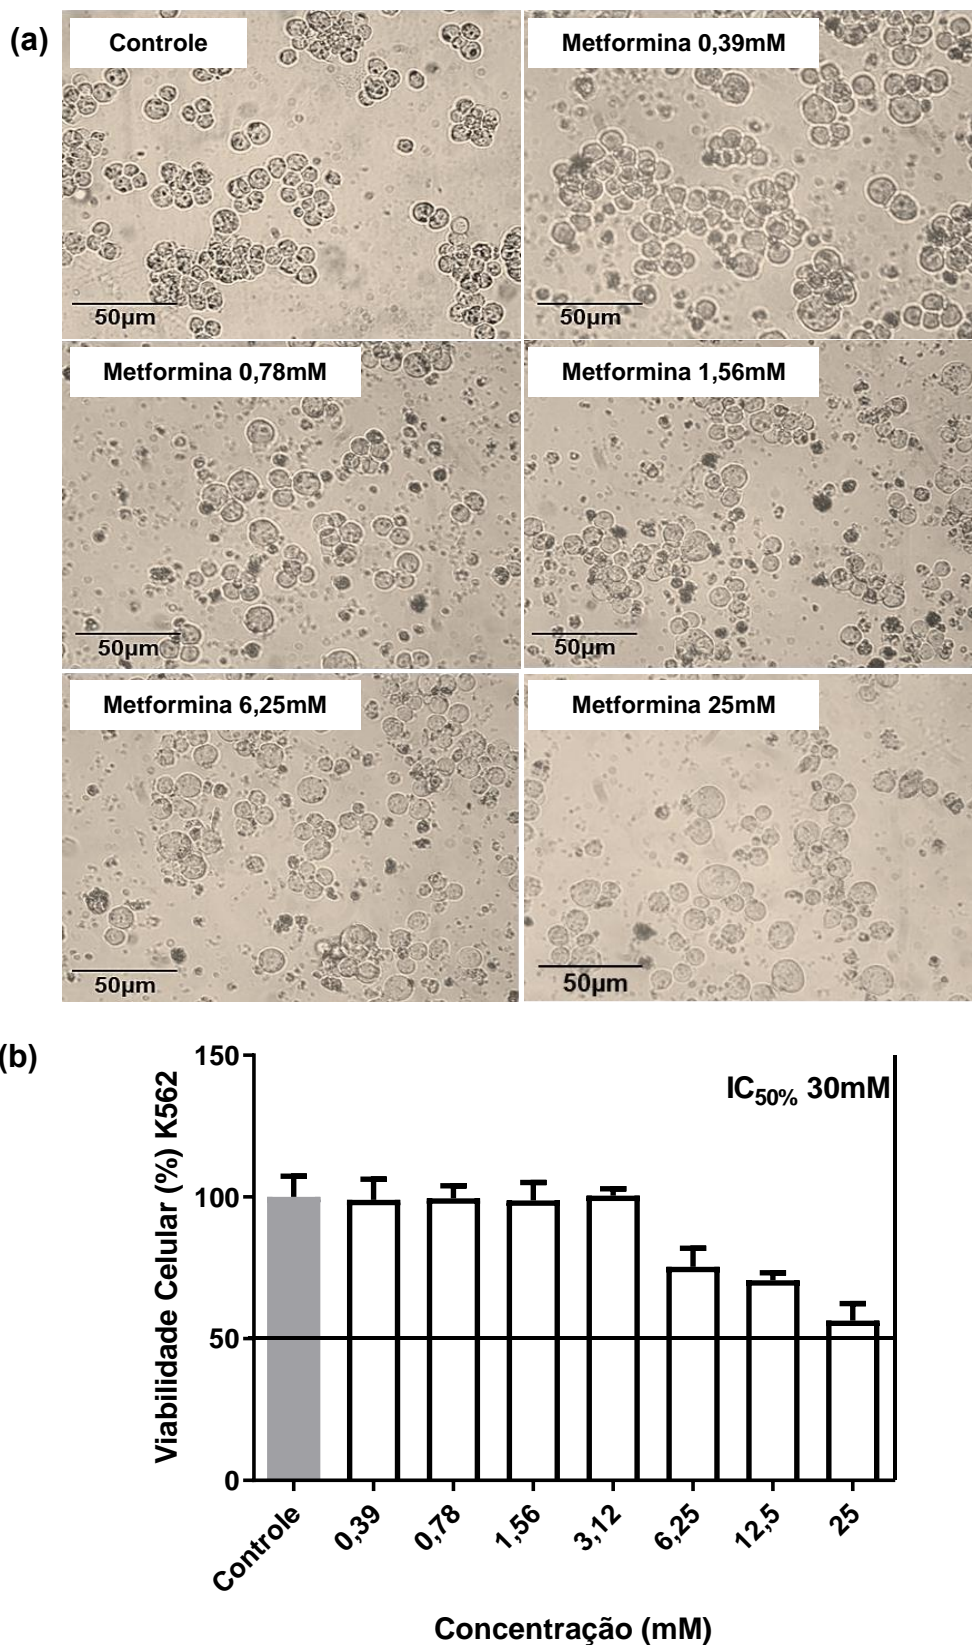 (a)
Controle
Metformina 0,39mM
50µm
50µm
Metformina 0,78mM
Metformina 1,56mM
50µm
50µm
Metformina 6,25mM
Metformina 25mM
50µm
50µm
(b)
IC50% 30mM
Viabilidade Celular (%) K562
150
100
50
0
Controle
0,39
0,78
1,56
3,12
6,25
12,5
25
Concentração (mM)